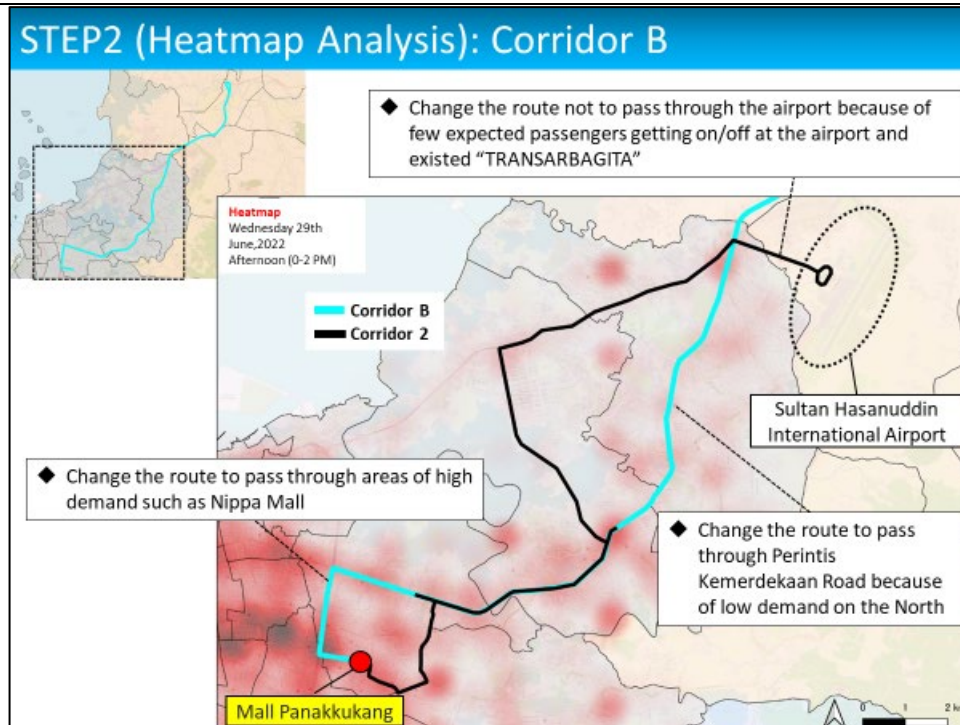 STEP2 (Heatmap Analysis): Corridor B
◆ Change the route not to pass through the airport because of
few expected passengers getting on/off at the airport and
existed “TRANSARBAGITA”
Heatmap
Wednesday 29th
June,2022
Afternoon (0-2 PM)
Corridor B
Corridor 2
Sultan Hasanuddin
International Airport
◆ Change the route to pass through areas of high
demand such as Nippa Mall
◆ Change the route to pass
through Perintis
Kemerdekaan Road because
of low demand on the North
Mall Panakkukang
0 1 2 k